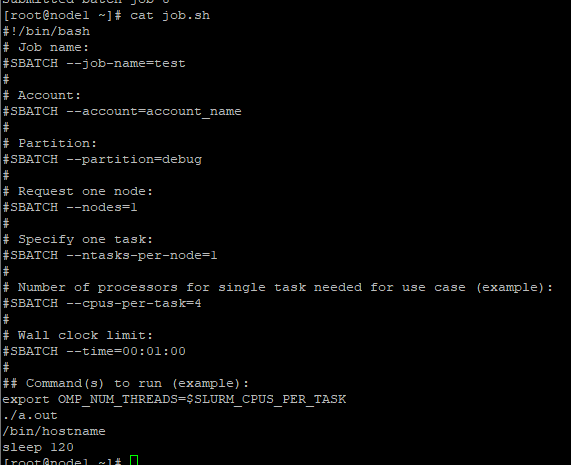 Submitted batch job 6
[root@node1 ~]# cat job.sh
#!/bin/bash
# Job name:
#SBATCH --job-name=test
#
# Account:
#SBATCH --account=account_name
#
# Partition:
#SBATCH --partition=debug
#
# Request one node:
#SBATCH --nodes=1
#
# Specify one task:
#SBATCH --ntasks-per-node=1
#
# Number of processors for single task needed for use case (example):
#SBATCH --cpus-per-task=4
#
# Wall clock limit:
#SBATCH --time=00:01:00
#
## Command(s) to run (example):
export OMP_NUM_THREADS=$SLURM_CPUS_PER_TASK
./a.out
/bin/hostname
sleep 120
[root@node1 ~]#